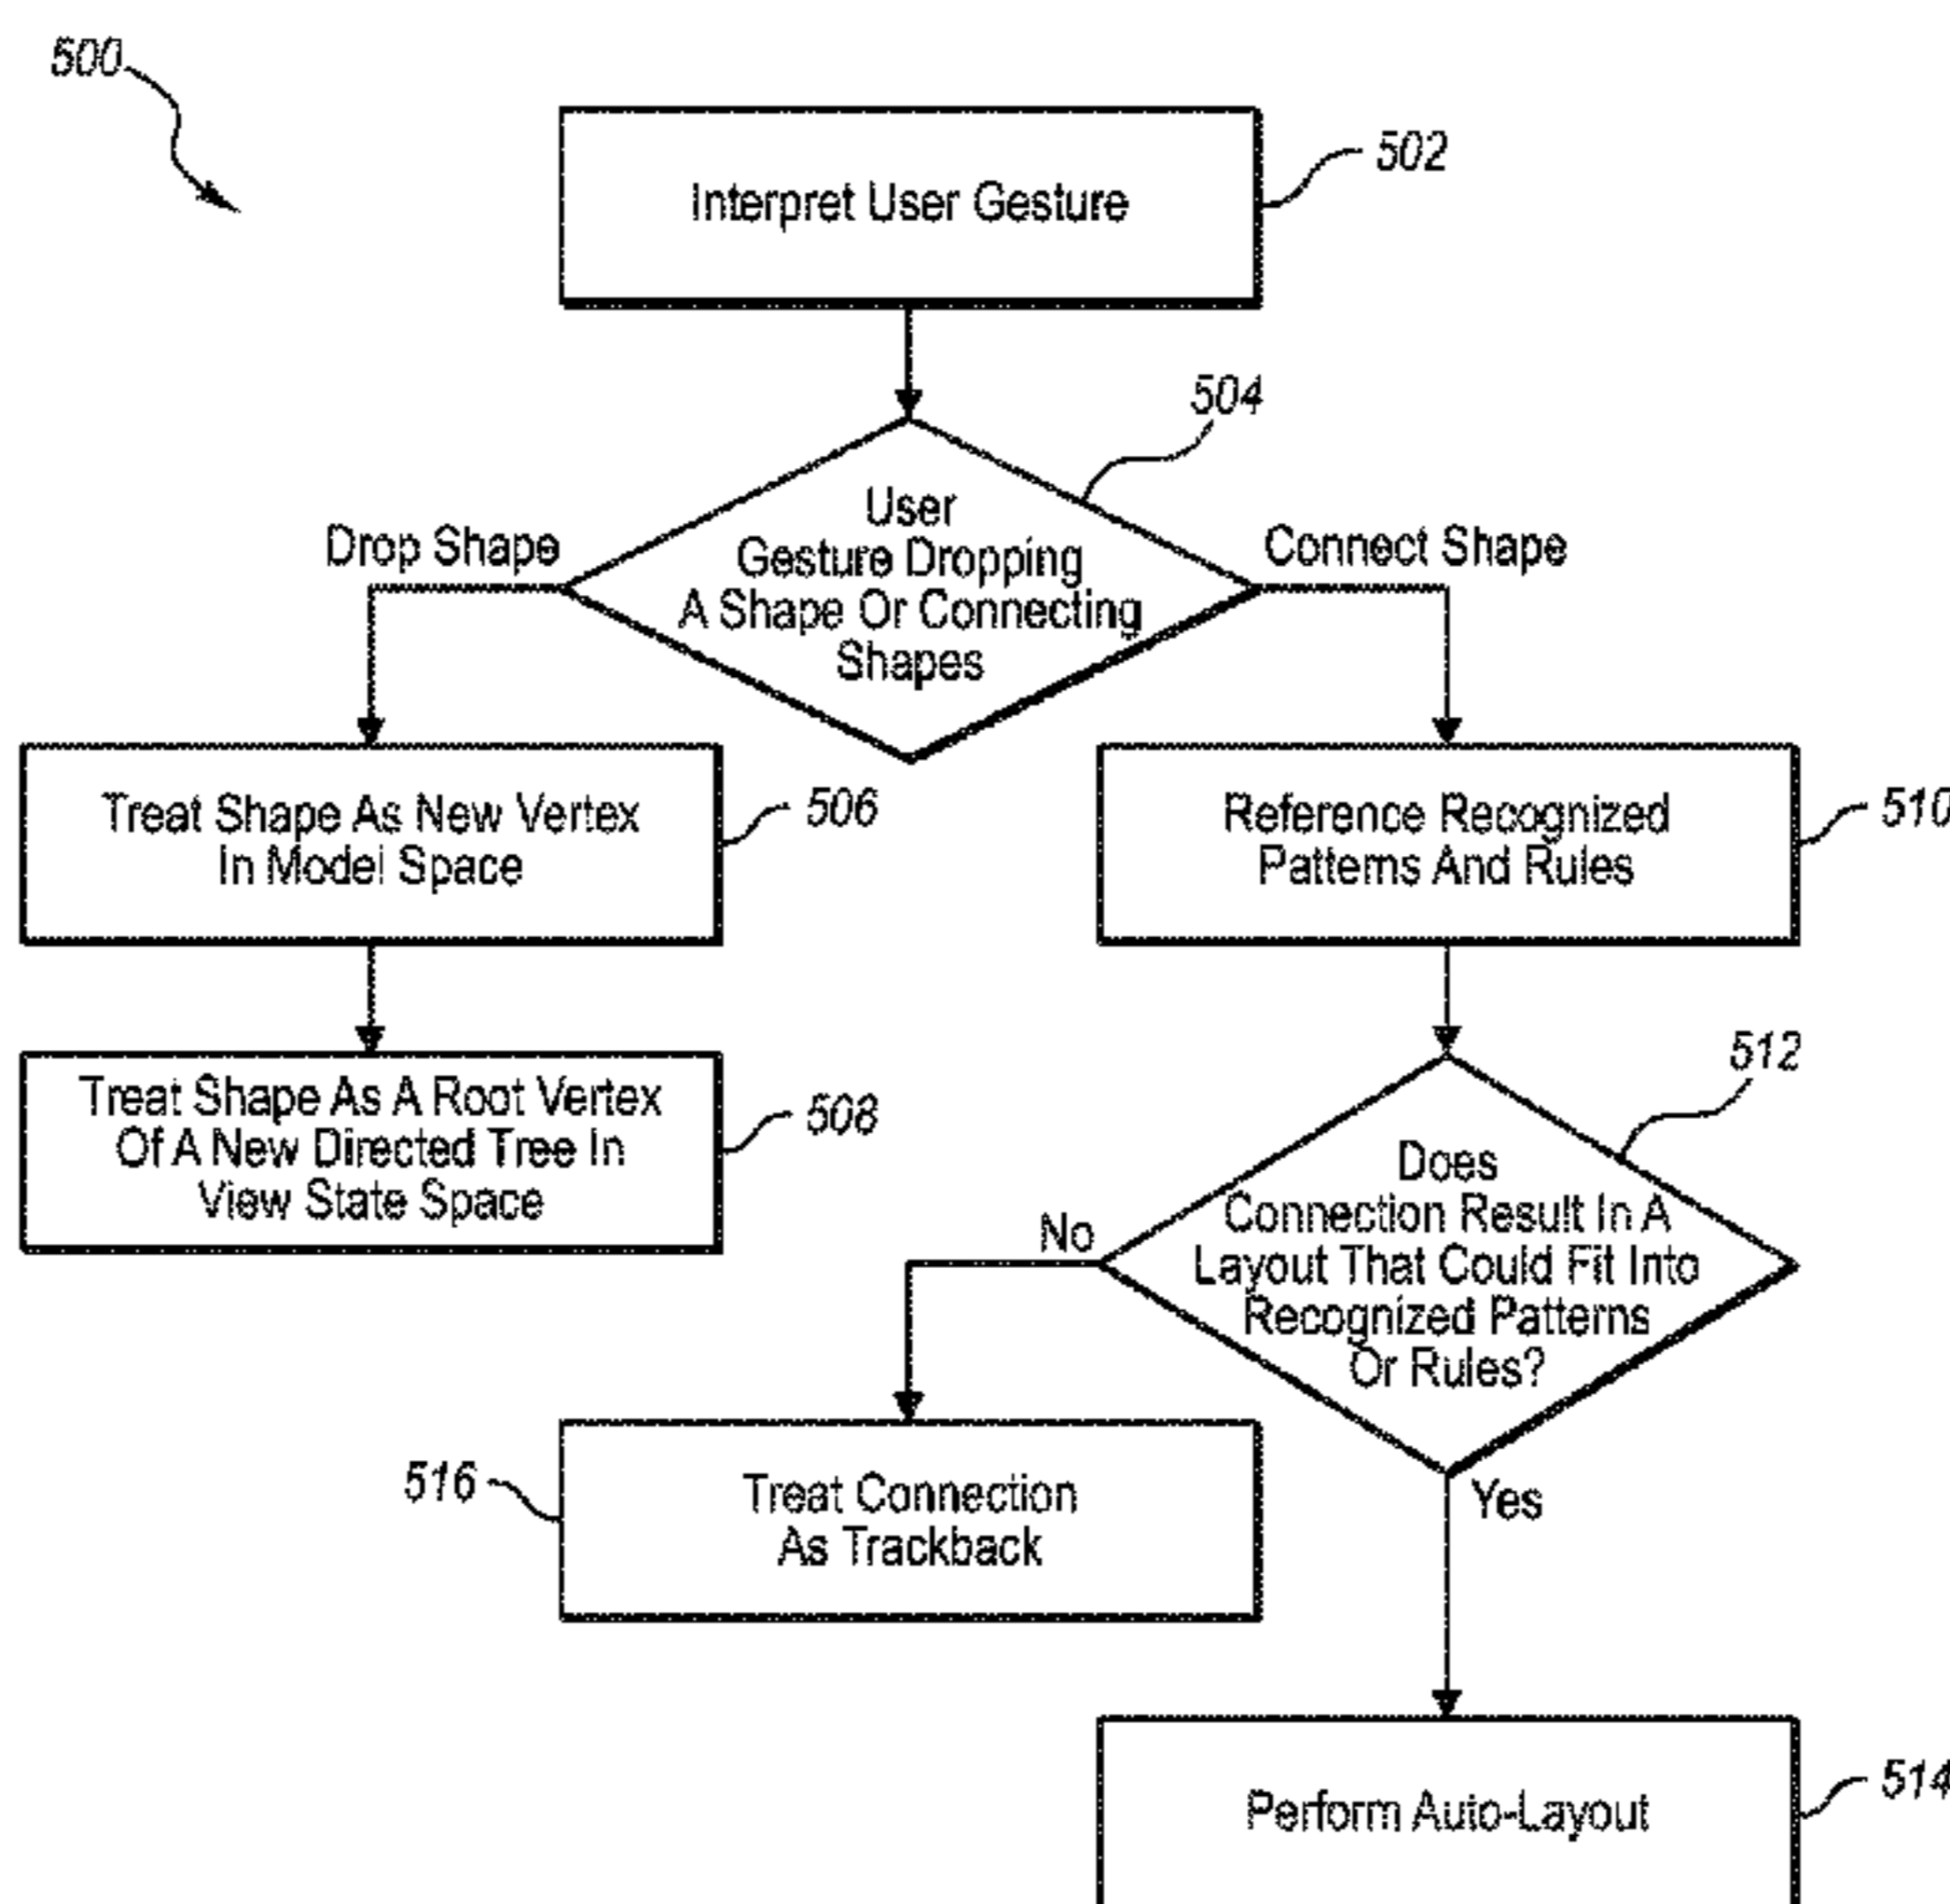 500
Interpret User Gesture
502
504
User
Gesture Dropping
A Shape Or Connecting
Shapes
Drop Shape
Connect Shape
Treat Shape As New Vertex
In Model Space
506
Reference Recognized
Patterns And Rules
510
Treat Shape As A Root Vertex
Of A New Directed Tree In
View State Space
508
512
Does
Connection Result In A
Layout That Could Fit Into
Recognized Patterns
Or Rules?
No
Yes
516
Treat Connection
As Trackback
Perform Auto-Layout
514